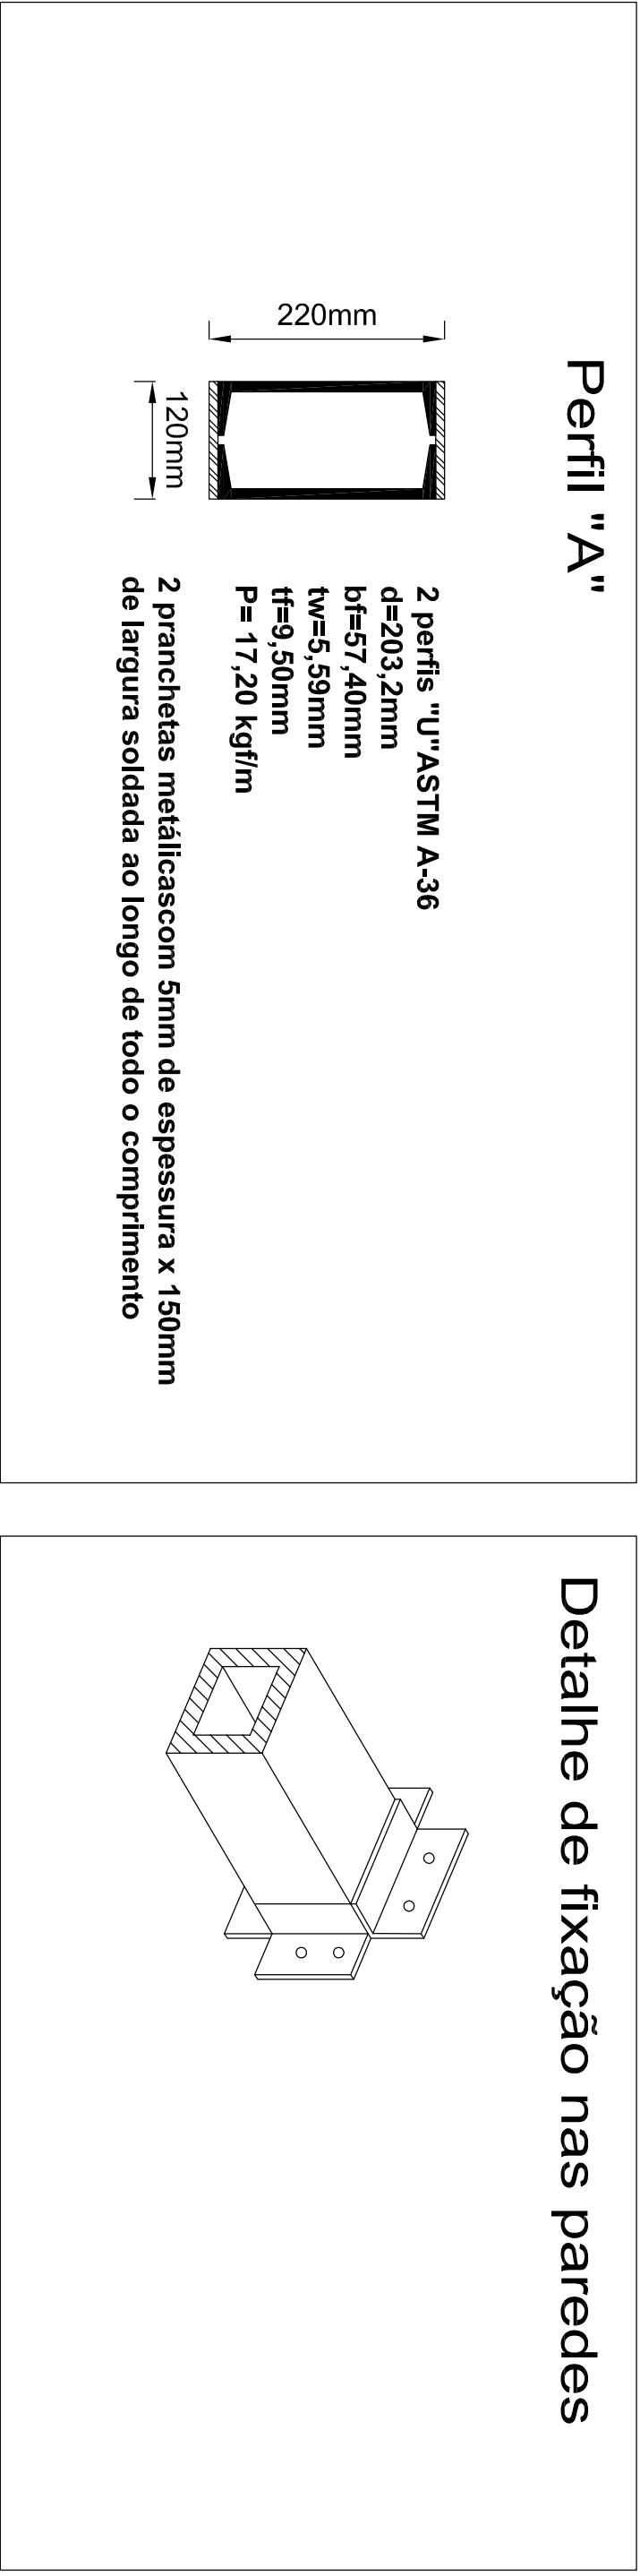 Perfil "A"
220mm
120mm
2 perfis "U"ASTM A-36
d=203,2mm
bf=57,40mm
tw=5,59mm
tf=9,50mm
P= 17,20 kgf/m
2 pranchetas metálicascom 5mm de espessura x 150mm
de largura soldada ao longo de todo o comprimento
Detalhe de fixação nas paredes